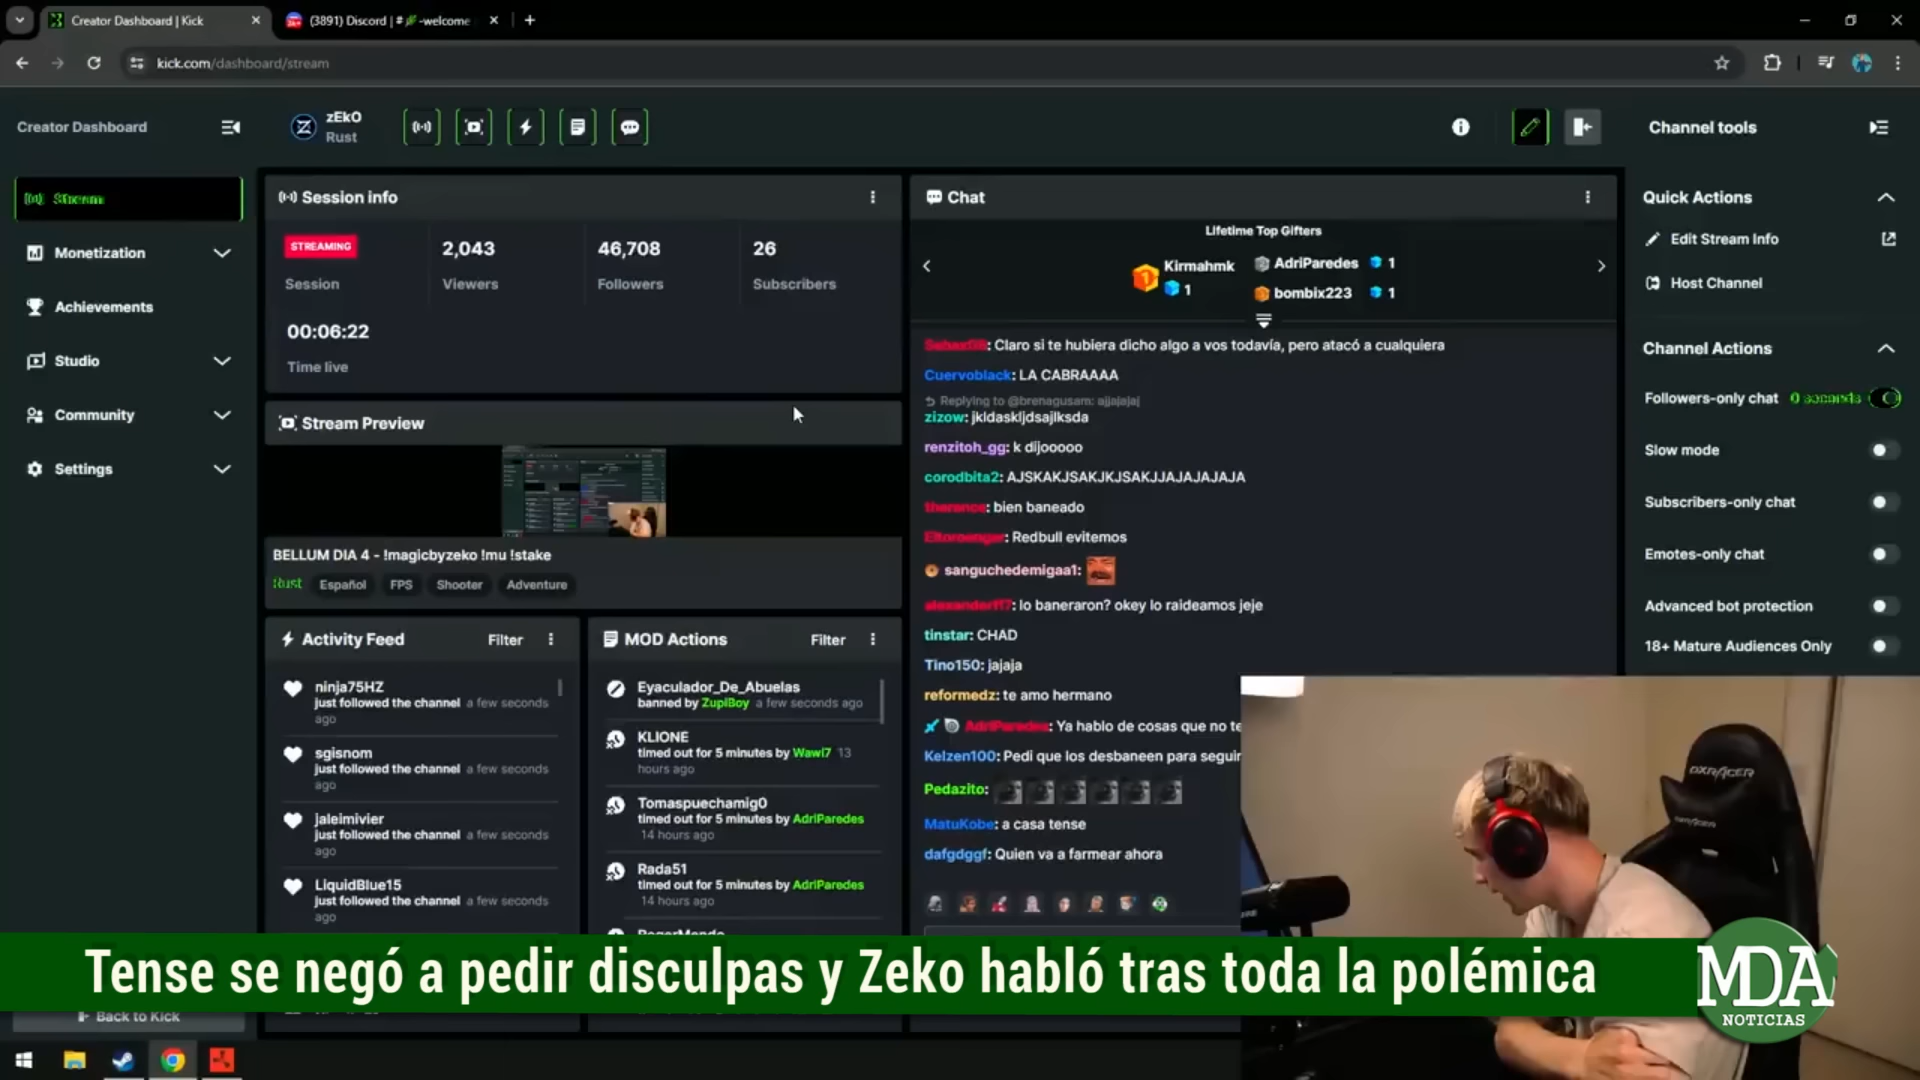 Creator Dashboard | Kick
(3891) Discord | #🌿-welcome
kick.com/dashboard/stream
Creator Dashboard
zEkO
Rust
Channel tools
Stream
Monetization
Achievements
Studio
Community
Settings
Back to Kick
Session info
STREAMING
Session
2,043
Viewers
46,708
Followers
26
Subscribers
00:06:22
Time live
Stream Preview
BELLUM DIA 4 - !magicbyzeko !mu !stake
Rust Español FPS Shooter Adventure
Activity Feed Filter
ninja75HZ
just followed the channel a few seconds
ago
sgisnom
just followed the channel a few seconds
ago
jaleimivier
just followed the channel a few seconds
ago
LiquidBlue15
just followed the channel a few seconds
ago
MOD Actions Filter
Eyaculador_De_Abuelas
banned by ZupiBoy a few seconds ago
KLIONE
timed out for 5 minutes by Wawi7 13
hours ago
Tomaspuechamig0
timed out for 5 minutes by AdriParedes
14 hours ago
Rada51
timed out for 5 minutes by AdriParedes
14 hours ago
Chat
Lifetime Top Gifters
Kirmahmk
1
AdriParedes 1
bombix223 1
: Claro si te hubiera dicho algo a vos todavía, pero atacó a cualquiera
Cuervoblack: LA CABRAAAA
Replying to @brenagusam: ajjajajaj
zizow: jkldaskljdsajlksda
renzitoh_gg: k dijooooo
corodbita2: AJSKAKJSAKJKJSAKJJAJAJAJAJA
: bien baneado
: Redbull evitemos
sanguchedemigaa1:
: lo baneraron? okey lo raideamos jeje
tinstar: CHAD
Tino150: jajaja
reformedz: te amo hermano
AdriParedes: Ya hablo de cosas que no te
Kelzen100: Pedi que los desbaneen para seguir
Pedazito:
MatuKobe: a casa tense
dafgdggf: Quien va a farmear ahora
Quick Actions
Edit Stream Info
Host Channel
Channel Actions
Followers-only chat 0 seconds
Slow mode
Subscribers-only chat
Emotes-only chat
Advanced bot protection
18+ Mature Audiences Only
DXRACER
Tense se negó a pedir disculpas y Zeko habló tras toda la polémica
MDA
NOTICIAS